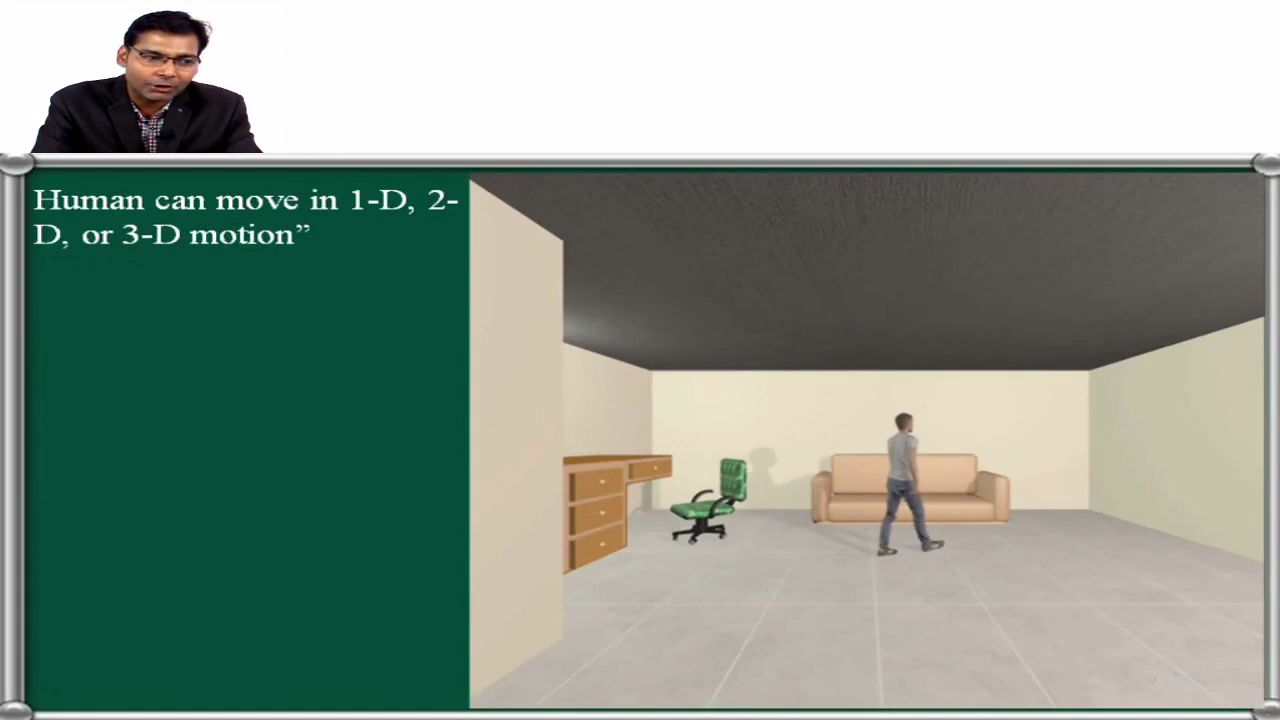 Human can move in 1-D, 2-
D, or 3-D motion”